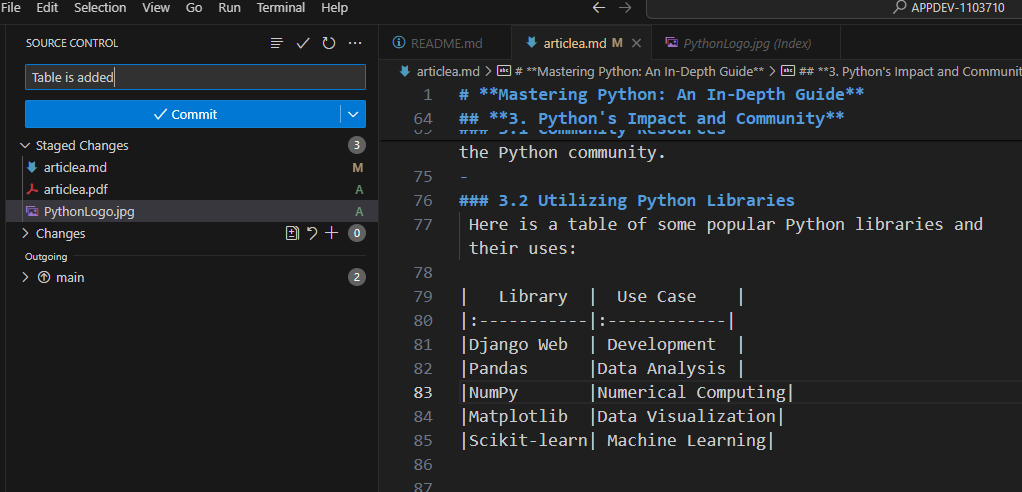 File Edit Selection View Go Run Terminal Help APPDEV-1103710
SOURCE CONTROL
README.md articlea.md M PythonLogo.jpg (Index)
Table is added
articlea.md > # **Mastering Python: An In-Depth Guide** > ## **3. Python's Impact and Communit
Commit
Staged Changes 3
articlea.md M
articlea.pdf A
PythonLogo.jpg A
Changes 0
Outgoing
main 2
1 # **Mastering Python: An In-Depth Guide**
64 ## **3. Python's Impact and Community**
69 ### 3.1 Community Resources
the Python community.
75 -
76 ### 3.2 Utilizing Python Libraries
77 Here is a table of some popular Python libraries and
their uses:
78
79 |   Library  |  Use Case    |
80 |:-----------|:------------|
81 |Django Web  | Development  |
82 |Pandas      |Data Analysis |
83 |NumPy       |Numerical Computing|
84 |Matplotlib  |Data Visualization|
85 |Scikit-learn| Machine Learning|
86
87